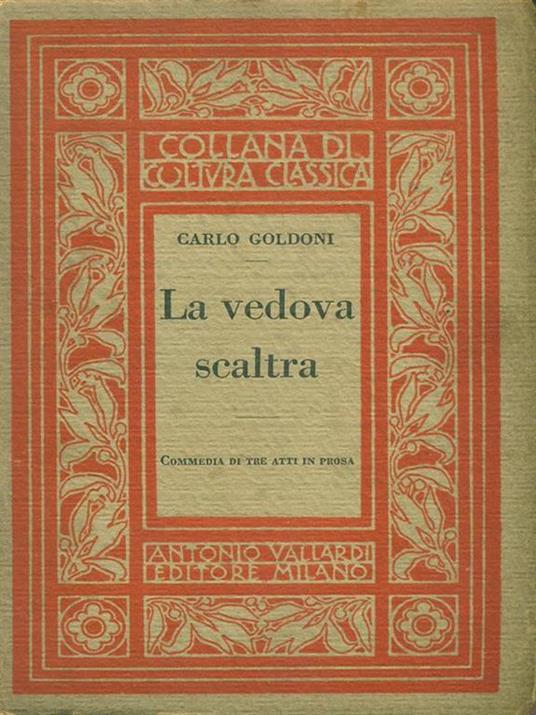 COLLANA DI
COLTVRA CLASSICA
CARLO GOLDONI
La vedova
scaltra
COMMEDIA DI TRE ATTI IN PROSA
ANTONIO VALLARDI
EDITORE MILANO